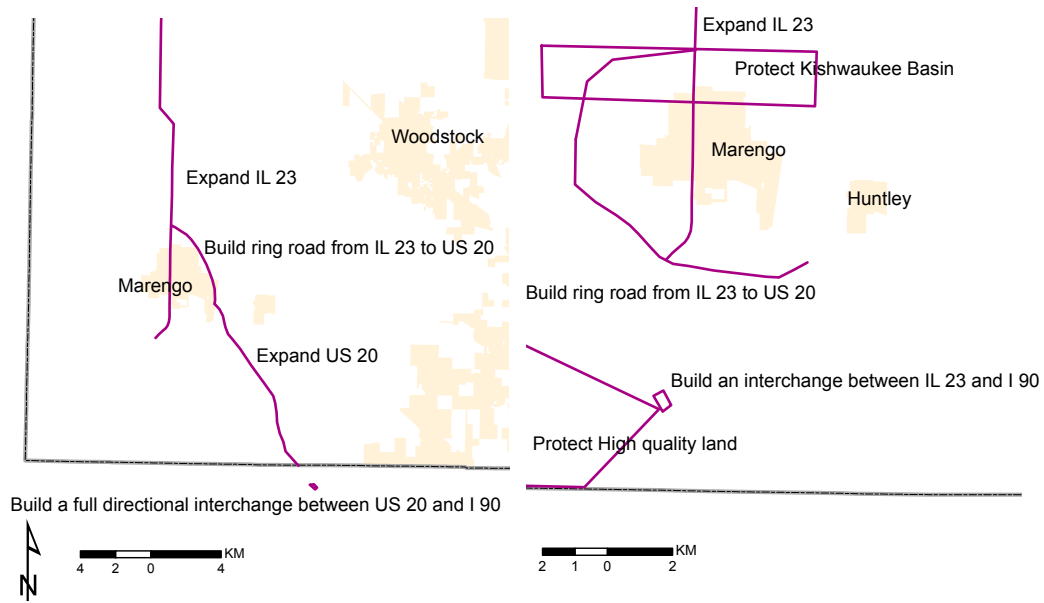 Woodstock
Expand IL 23
Build ring road from IL 23 to US 20
Marengo
Expand US 20
Build a full directional interchange between US 20 and I 90
N
KM
4 2 0 4
Expand IL 23
Protect Kishwaukee Basin
Marengo
Huntley
Build ring road from IL 23 to US 20
Build an interchange between IL 23 and I 90
Protect High quality land
KM
2 1 0 2